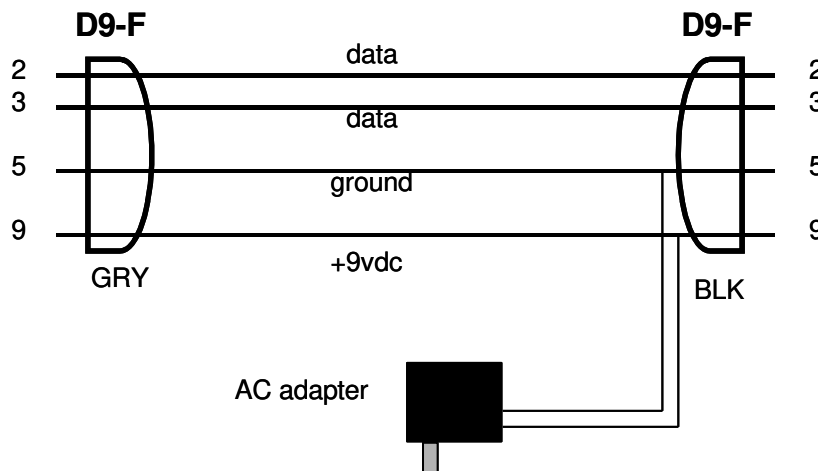 D9-F D9-F
2 data 2
3 data 3
5 ground 5
9 +9vdc 9
GRY BLK
AC adapter